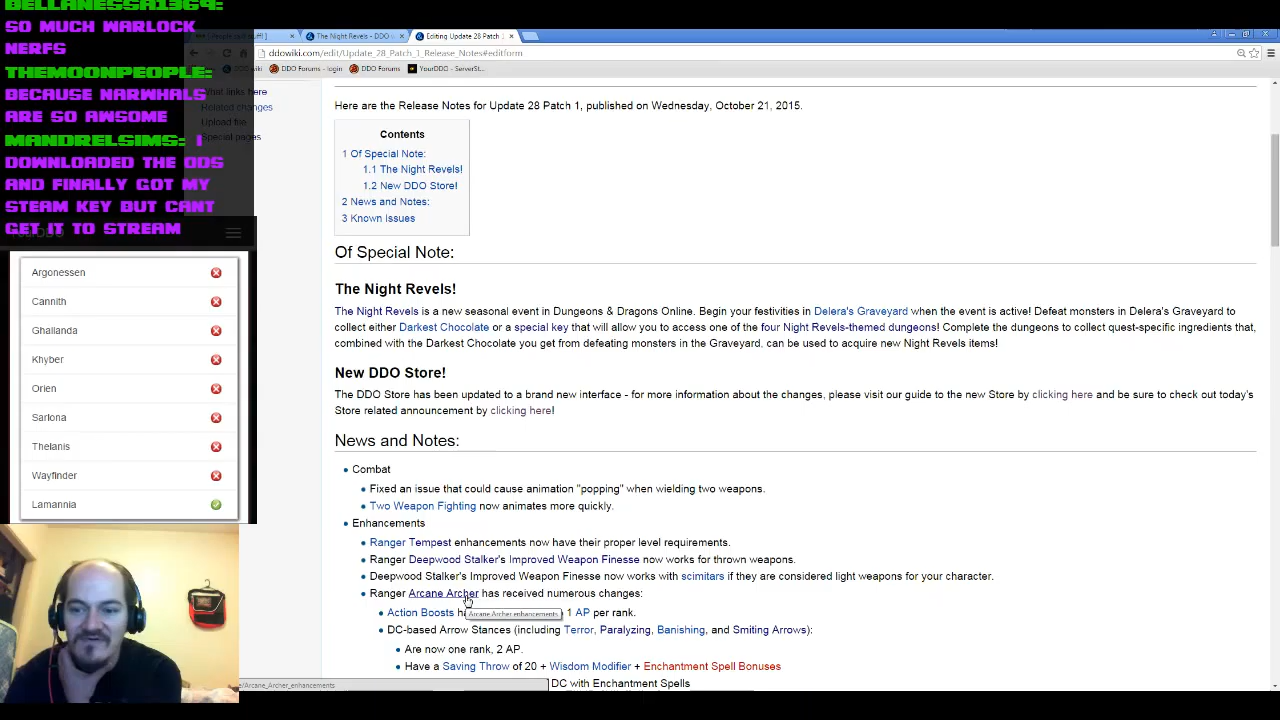 BELLANESSA1369:
SO MUCH WARLOCK
NERFS
THEMOONPEOPLE:
BECAUSE NARWHALS
ARE SO AWSOME
MANDRELSIMS: I
DOWNLOADED THE ODS
AND FINALLY GOT MY
STEAM KEY BUT CANT
GET IT TO STREAM
Argonessen
Cannith
Ghallanda
Khyber
Orien
Sarlona
Thelanis
Wayfinder
Lamannia
The Night Revels - DDO
Editing Update 28 Patch 1
ddowiki.com/edit/Update_28_Patch_1_Release_Notes#editform
DDO Forums - login
DDO Forums
YourDDO - ServerSt...
What links here
Related changes
Upload file
Special pages
Here are the Release Notes for Update 28 Patch 1, published on Wednesday, October 21, 2015.
Contents
1 Of Special Note:
1.1 The Night Revels!
1.2 New DDO Store!
2 News and Notes:
3 Known Issues
Of Special Note:
The Night Revels!
The Night Revels is a new seasonal event in Dungeons & Dragons Online. Begin your festivities in Delera's Graveyard when the event is active! Defeat monsters in Delera's Graveyard to
collect either Darkest Chocolate or a special key that will allow you to access one of the four Night Revels-themed dungeons! Complete the dungeons to collect quest-specific ingredients that,
combined with the Darkest Chocolate you get from defeating monsters in the Graveyard, can be used to acquire new Night Revels items!
New DDO Store!
The DDO Store has been updated to a brand new interface - for more information about the changes, please visit our guide to the new Store by clicking here and be sure to check out today's
Store related announcement by clicking here!
News and Notes:
Combat
Fixed an issue that could cause animation "popping" when wielding two weapons.
Two Weapon Fighting now animates more quickly.
Enhancements
Ranger Tempest enhancements now have their proper level requirements.
Ranger Deepwood Stalker's Improved Weapon Finesse now works for thrown weapons.
Deepwood Stalker's Improved Weapon Finesse now works with scimitars if they are considered light weapons for your character.
Ranger Arcane Archer has received numerous changes:
Action Boosts 1 AP per rank.
Arcane Archer enhancements
DC-based Arrow Stances (including Terror, Paralyzing, Banishing, and Smiting Arrows):
Are now one rank, 2 AP.
Have a Saving Throw of 20 + Wisdom Modifier + Enchantment Spell Bonuses
DC with Enchantment Spells
/Arcane_Archer_enhancements